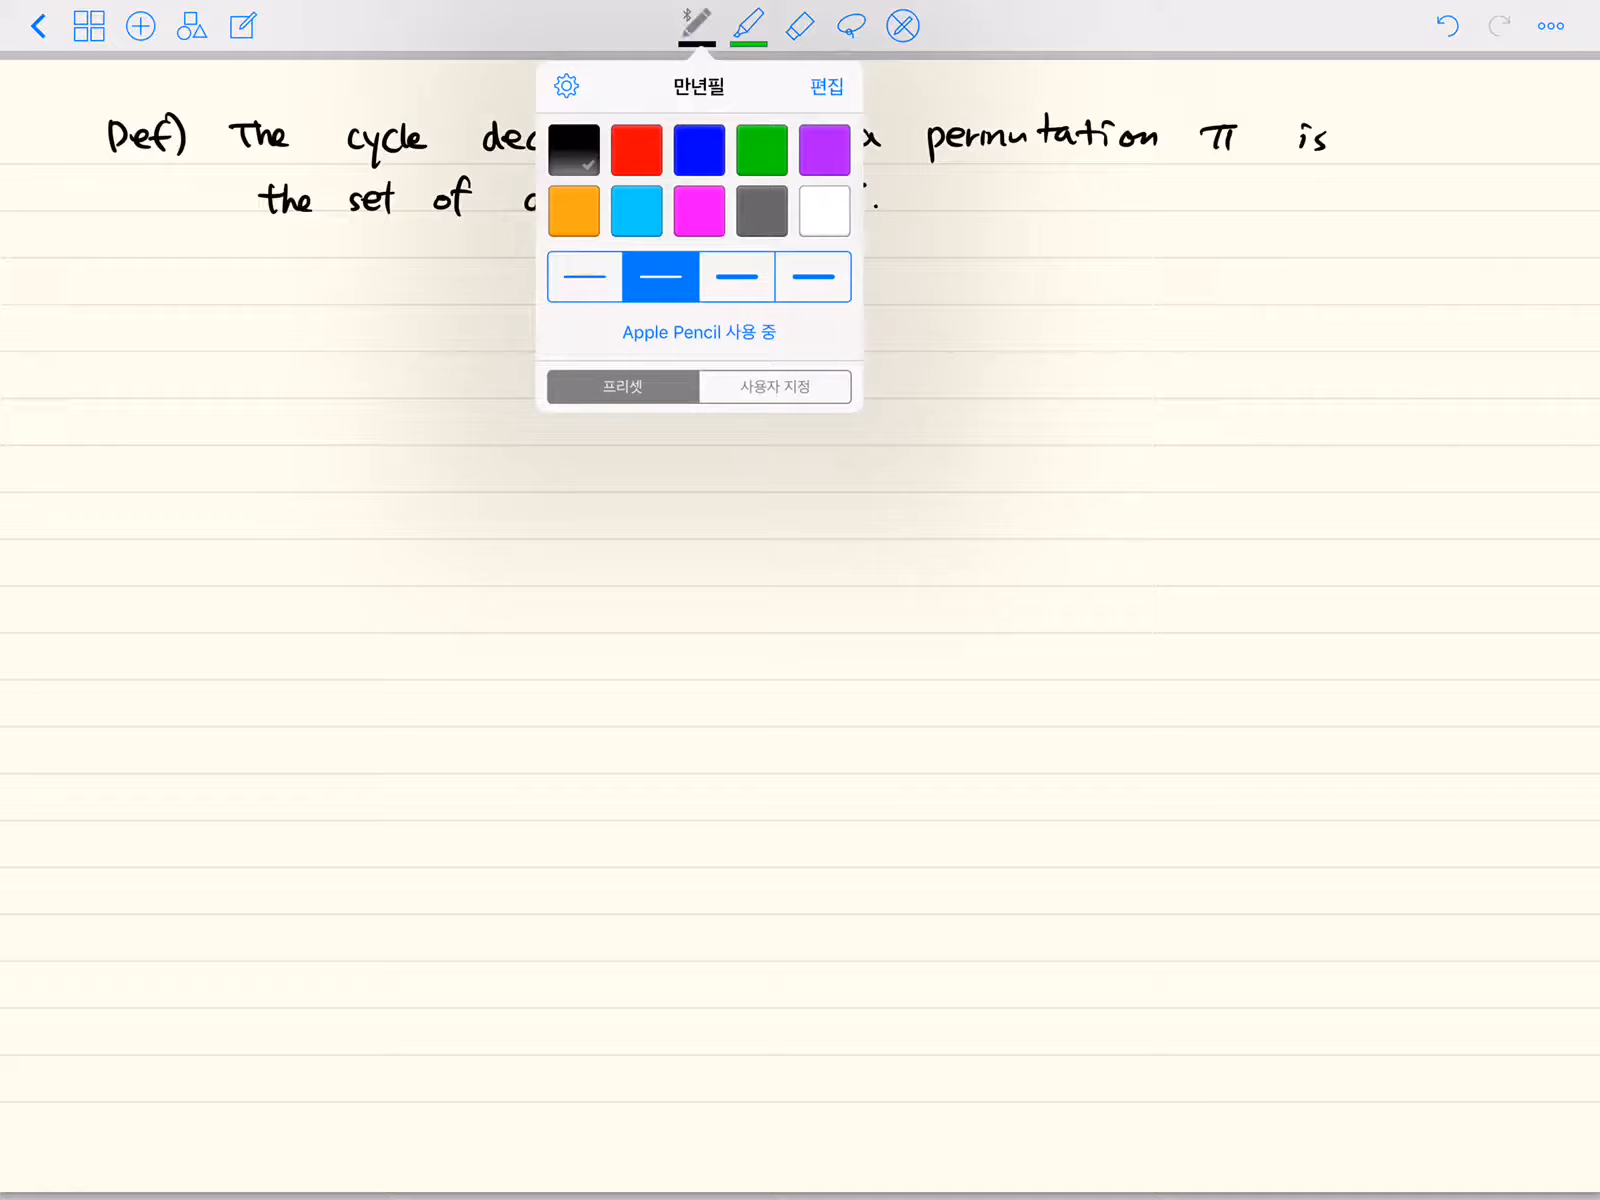 만년필 편집
Def) The cycle permutation π is
the set of
Apple Pencil 사용 중
프리셋 사용자 지정